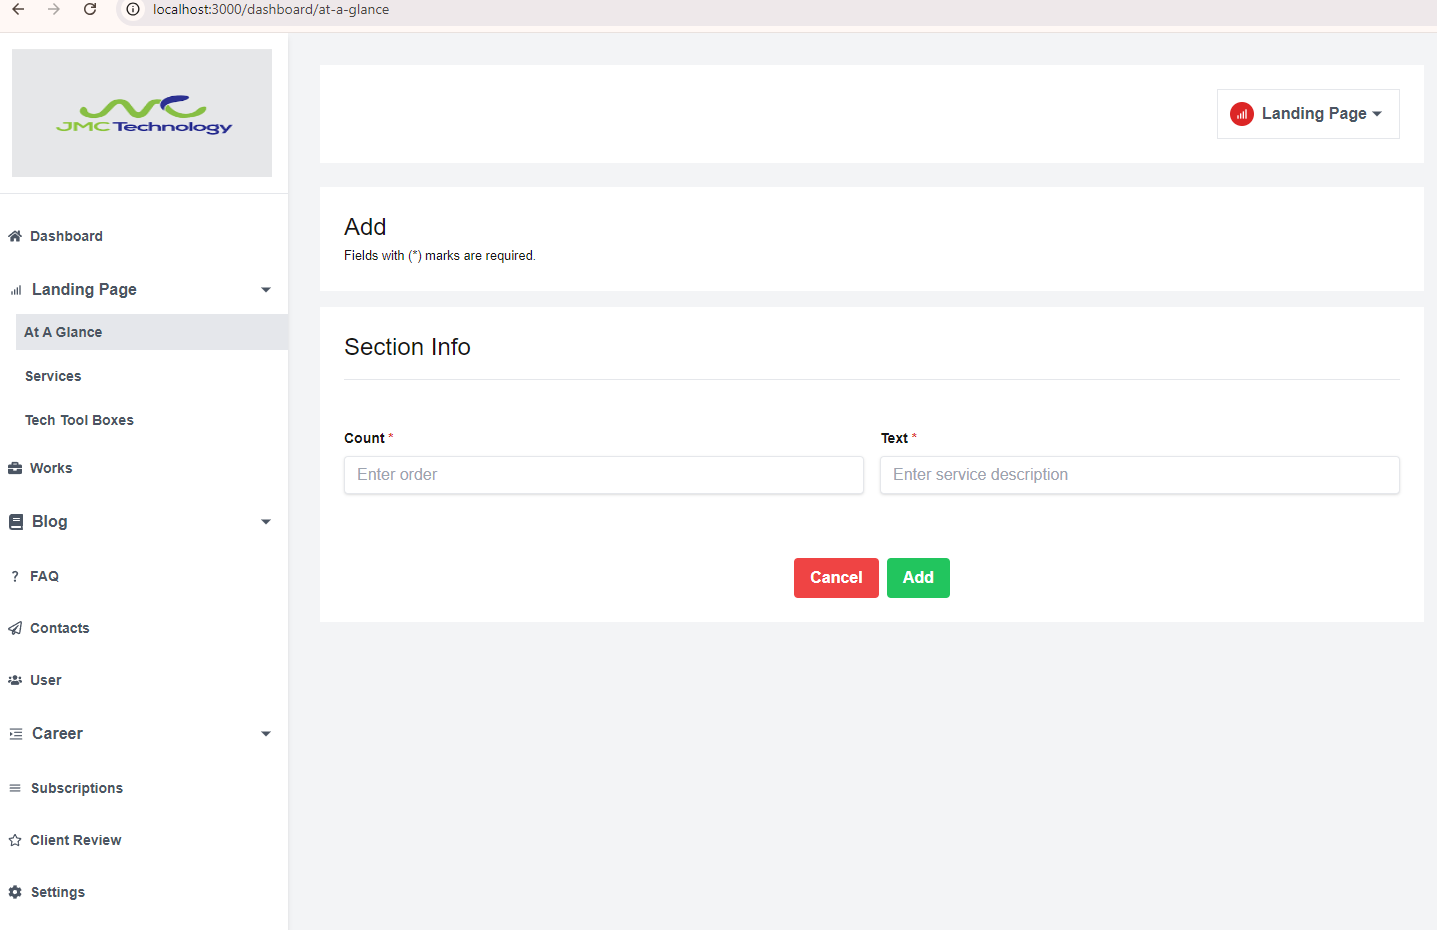 localhost:3000/dashboard/at-a-glance
JMC Technology
Landing Page
Dashboard
Landing Page
At A Glance
Services
Tech Tool Boxes
Works
Blog
FAQ
Contacts
User
Career
Subscriptions
Client Review
Settings
Add
Fields with (*) marks are required.
Section Info
Count * Text *
Enter order Enter service description
Cancel Add